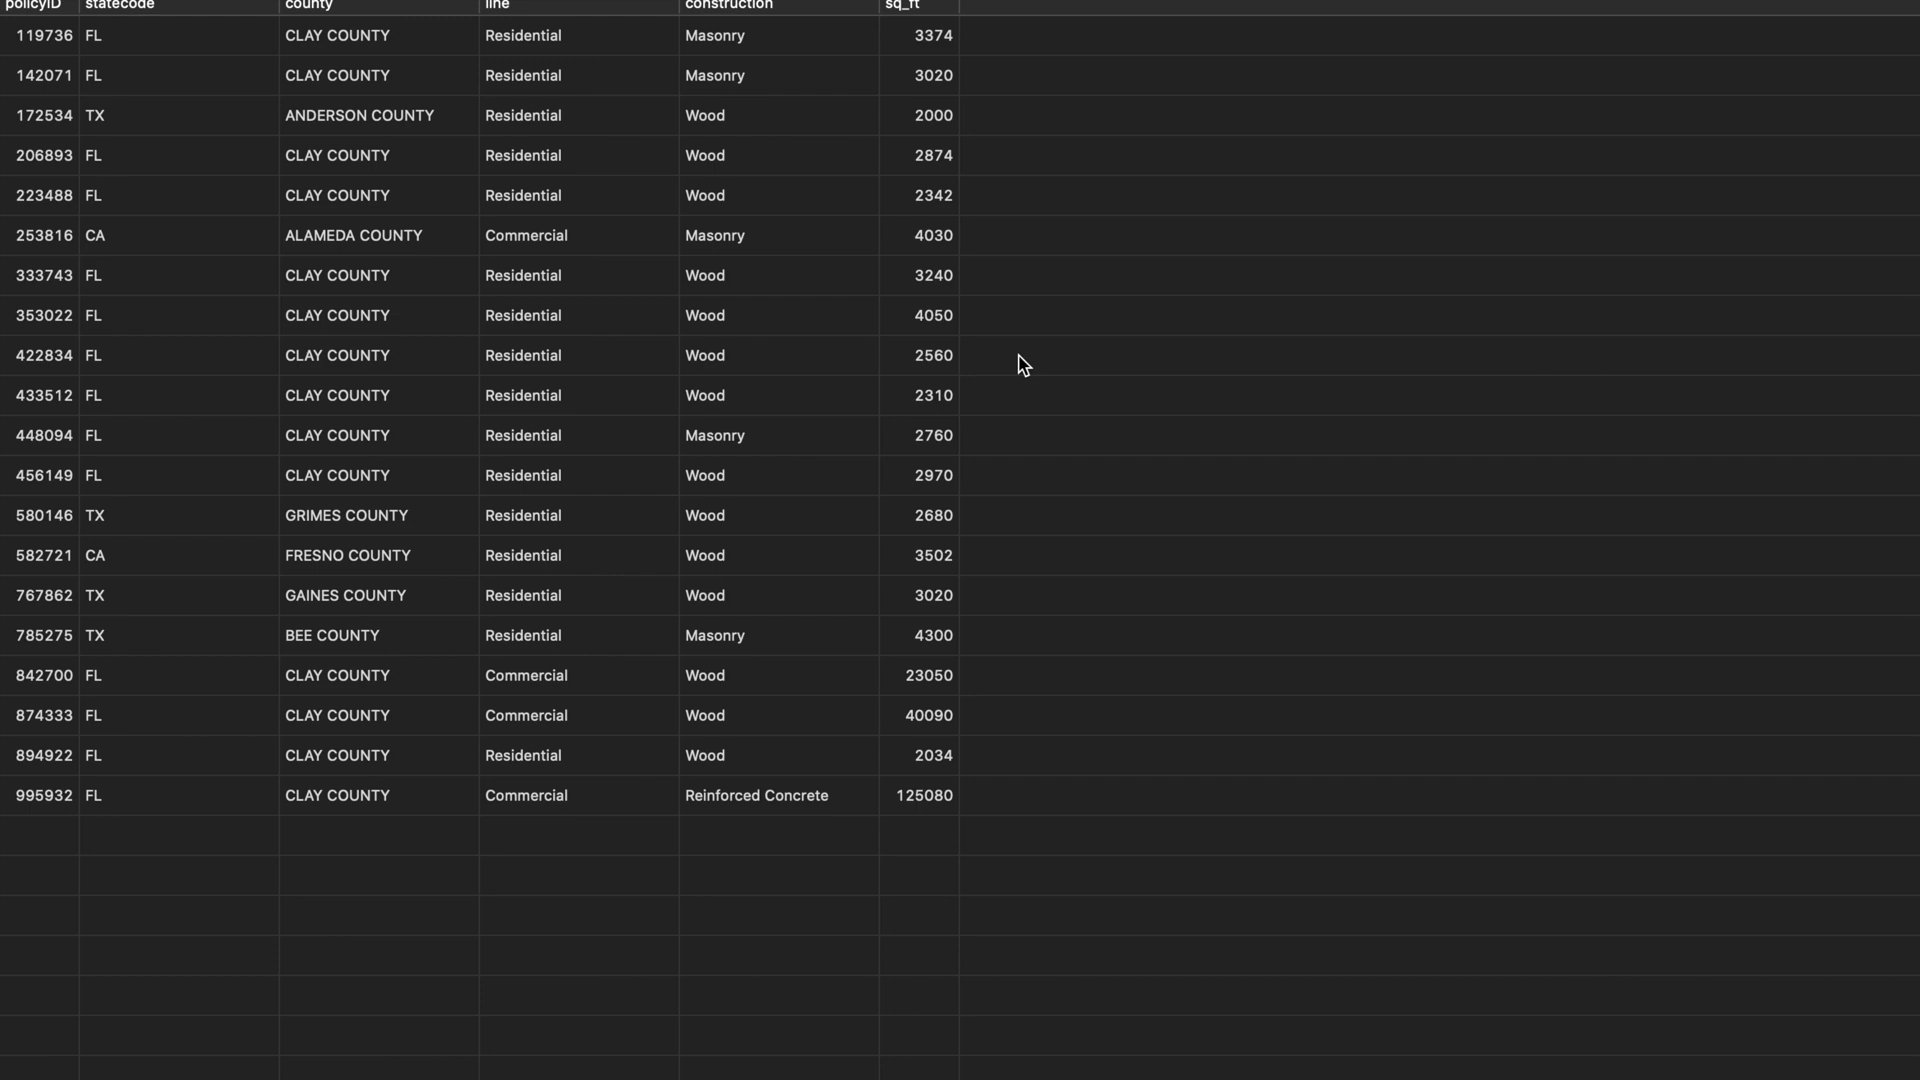 policyID statecode county line construction sq_ft
119736 FL CLAY COUNTY Residential Masonry 3374
142071 FL CLAY COUNTY Residential Masonry 3020
172534 TX ANDERSON COUNTY Residential Wood 2000
206893 FL CLAY COUNTY Residential Wood 2874
223488 FL CLAY COUNTY Residential Wood 2342
253816 CA ALAMEDA COUNTY Commercial Masonry 4030
333743 FL CLAY COUNTY Residential Wood 3240
353022 FL CLAY COUNTY Residential Wood 4050
422834 FL CLAY COUNTY Residential Wood 2560
433512 FL CLAY COUNTY Residential Wood 2310
448094 FL CLAY COUNTY Residential Masonry 2760
456149 FL CLAY COUNTY Residential Wood 2970
580146 TX GRIMES COUNTY Residential Wood 2680
582721 CA FRESNO COUNTY Residential Wood 3502
767862 TX GAINES COUNTY Residential Wood 3020
785275 TX BEE COUNTY Residential Masonry 4300
842700 FL CLAY COUNTY Commercial Wood 23050
874333 FL CLAY COUNTY Commercial Wood 40090
894922 FL CLAY COUNTY Residential Wood 2034
995932 FL CLAY COUNTY Commercial Reinforced Concrete 125080